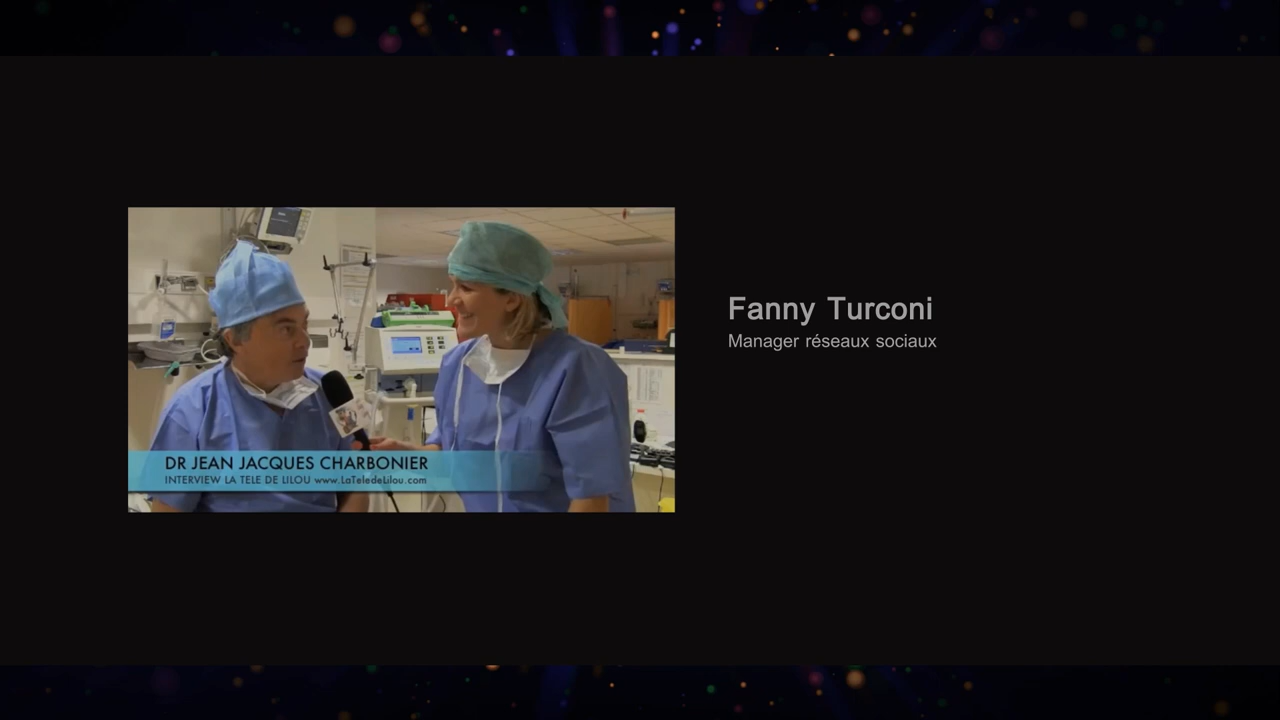 DR JEAN JACQUES CHARBONIER
INTERVIEW LA TELE DE LILOU www.LaTeledeLilou.com
Fanny Turconi
Manager réseaux sociaux